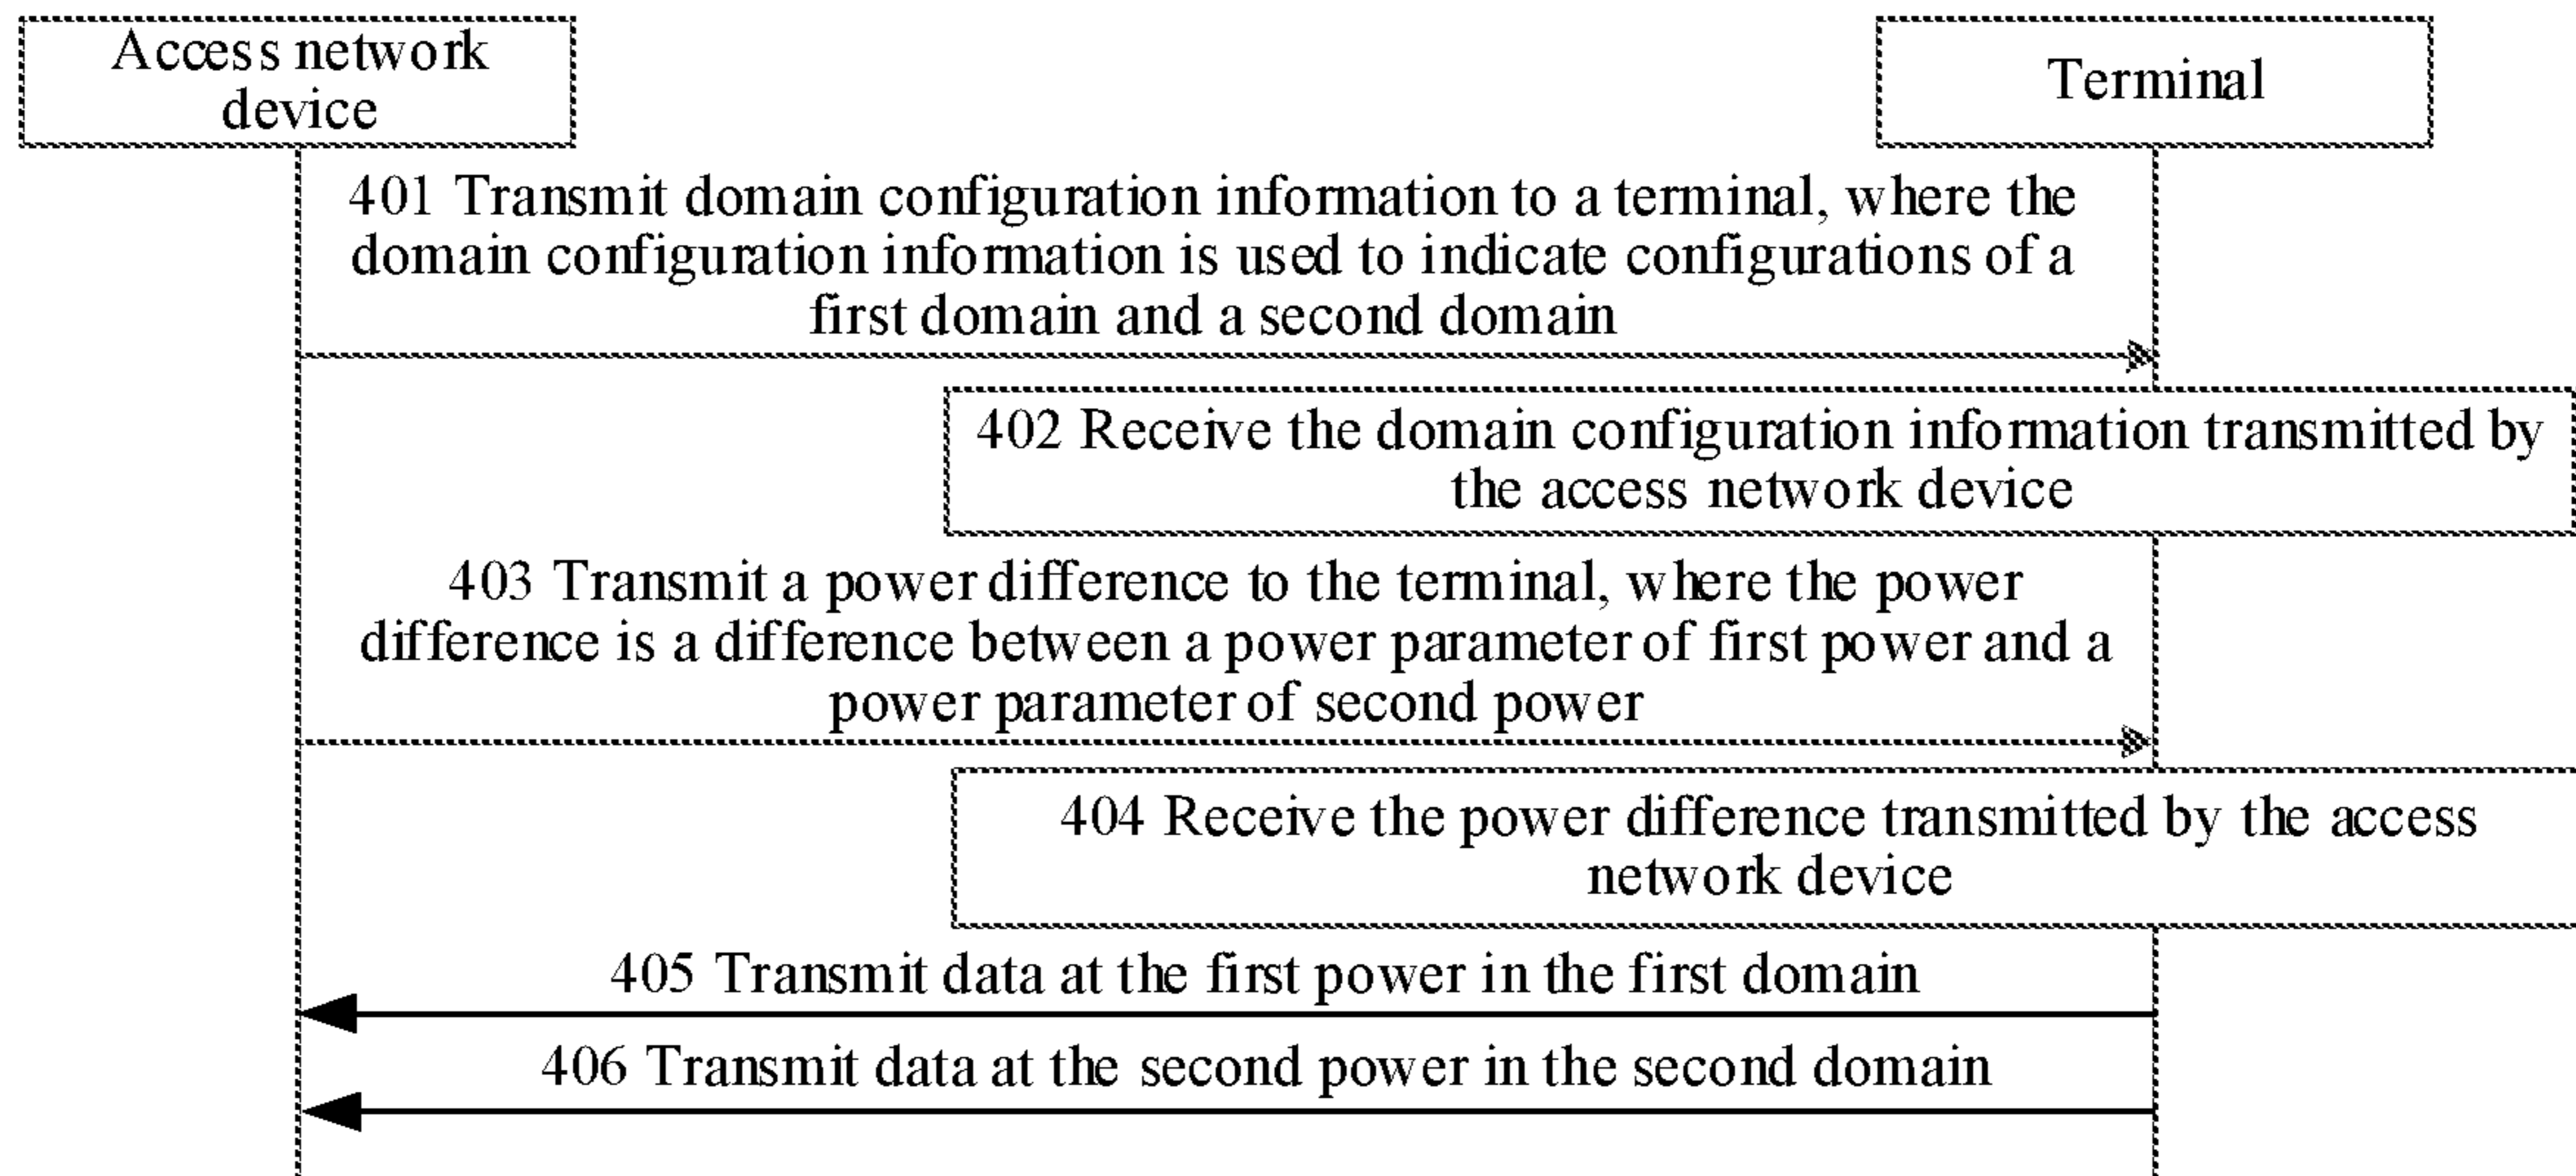 Access network
device
Terminal
401 Transmit domain configuration information to a terminal, where the
domain configuration information is used to indicate configurations of a
first domain and a second domain
402 Receive the domain configuration information transmitted by
the access network device
403 Transmit a power difference to the terminal, where the power
difference is a difference between a power parameter of first power and a
power parameter of second power
404 Receive the power difference transmitted by the access
network device
405 Transmit data at the first power in the first domain
406 Transmit data at the second power in the second domain